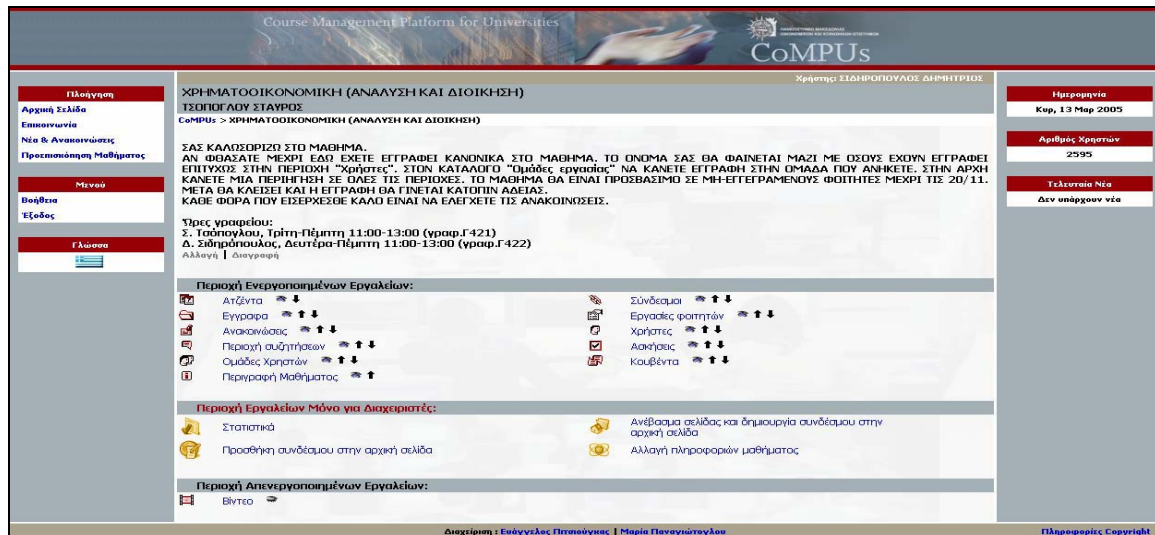 Course Management Platform for Universities
ΠΑΝΕΠΙΣΤΗΜΙΟ ΜΑΚΕΔΟΝΙΑΣ
ΟΙΚΟΝΟΜΙΚΩΝ ΚΑΙ ΚΟΙΝΩΝΙΚΩΝ ΕΠΙΣΤΗΜΩΝ
CoMPUs
Χρήστης: ΣΙΔΗΡΟΠΟΥΛΟΣ ΔΗΜΗΤΡΙΟΣ
Πλοήγηση
Αρχική Σελίδα
Επικοινωνία
Νέα & Ανακοινώσεις
Προεπισκόπηση Μαθήματος
Μενού
Βοήθεια
Έξοδος
Γλώσσα
ΧΡΗΜΑΤΟΟΙΚΟΝΟΜΙΚΗ (ΑΝΑΛΥΣΗ ΚΑΙ ΔΙΟΙΚΗΣΗ)
ΤΣΟΠΟΓΛΟΥ ΣΤΑΥΡΟΣ
CoMPUs > ΧΡΗΜΑΤΟΟΙΚΟΝΟΜΙΚΗ (ΑΝΑΛΥΣΗ ΚΑΙ ΔΙΟΙΚΗΣΗ)
ΣΑΣ ΚΑΛΩΣΟΡΙΖΩ ΣΤΟ ΜΑΘΗΜΑ.
ΑΝ ΦΘΑΣΑΤΕ ΜΕΧΡΙ ΕΔΩ ΕΧΕΤΕ ΕΓΓΡΑΦΕΙ ΚΑΝΟΝΙΚΑ ΣΤΟ ΜΑΘΗΜΑ. ΤΟ ΟΝΟΜΑ ΣΑΣ ΘΑ ΦΑΙΝΕΤΑΙ ΜΑΖΙ ΜΕ ΟΣΟΥΣ ΕΧΟΥΝ ΕΓΓΡΑΦΕΙ
ΕΠΙΤΥΧΩΣ ΣΤΗΝ ΠΕΡΙΟΧΗ "Χρήστες". ΣΤΟΝ ΚΑΤΑΛΟΓΟ "Ομάδες εργασίας" ΝΑ ΚΑΝΕΤΕ ΕΓΓΡΑΦΗ ΣΤΗΝ ΟΜΑΔΑ ΠΟΥ ΑΝΗΚΕΤΕ. ΣΤΗΝ ΑΡΧΗ
ΚΑΝΕΤΕ ΜΙΑ ΠΕΡΙΗΓΗΣΗ ΣΕ ΟΛΕΣ ΤΙΣ ΠΕΡΙΟΧΕΣ. ΤΟ ΜΑΘΗΜΑ ΘΑ ΕΙΝΑΙ ΠΡΟΣΒΑΣΙΜΟ ΣΕ ΜΗ-ΕΓΓΕΓΡΑΜΕΝΟΥΣ ΦΟΙΤΗΤΕΣ ΜΕΧΡΙ ΤΙΣ 20/11.
ΜΕΤΑ ΘΑ ΚΛΕΙΣΕΙ ΚΑΙ Η ΕΓΓΡΑΦΗ ΘΑ ΓΙΝΕΤΑΙ ΚΑΤΟΠΙΝ ΑΔΕΙΑΣ.
ΚΑΘΕ ΦΟΡΑ ΠΟΥ ΕΙΣΕΡΧΕΣΘΕ ΚΑΛΟ ΕΙΝΑΙ ΝΑ ΕΛΕΓΧΕΤΕ ΤΙΣ ΑΝΑΚΟΙΝΩΣΕΙΣ.
Ώρες γραφείου:
Σ. Τσόπογλου, Τρίτη-Πέμπτη 11:00-13:00 (γραφ.Γ421)
Δ. Σιδηρόπουλος, Δευτέρα-Πέμπτη 11:00-13:00 (γραφ.Γ422)
Αλλαγή | Διαγραφή
Περιοχή Ενεργοποιημένων Εργαλείων:
Ατζέντα
Σύνδεσμοι
Εγγραφα
Εργασίες φοιτητών
Ανακοινώσεις
Χρήστες
Περιοχή συζητήσεων
Ασκήσεις
Ομάδες Χρηστών
Κουβέντα
Περιγραφή Μαθήματος
Περιοχή Εργαλείων Μόνο για Διαχειριστές:
Στατιστικά
Ανέβασμα σελίδας και δημιουργία συνδέσμου στην
αρχική σελίδα
Προσθήκη συνδέσμου στην αρχική σελίδα
Αλλαγή πληροφοριών μαθήματος
Περιοχή Απενεργοποιημένων Εργαλείων:
Βίντεο
Ημερομηνία
Κυρ, 13 Μαρ 2005
Αριθμός Χρηστών
2595
Τελευταία Νέα
Δεν υπάρχουν νέα
Διαχείριση : Ευάγγελος Πιτσιούγκας | Μαρία Παναγιώτογλου
Πληροφορίες Copyright